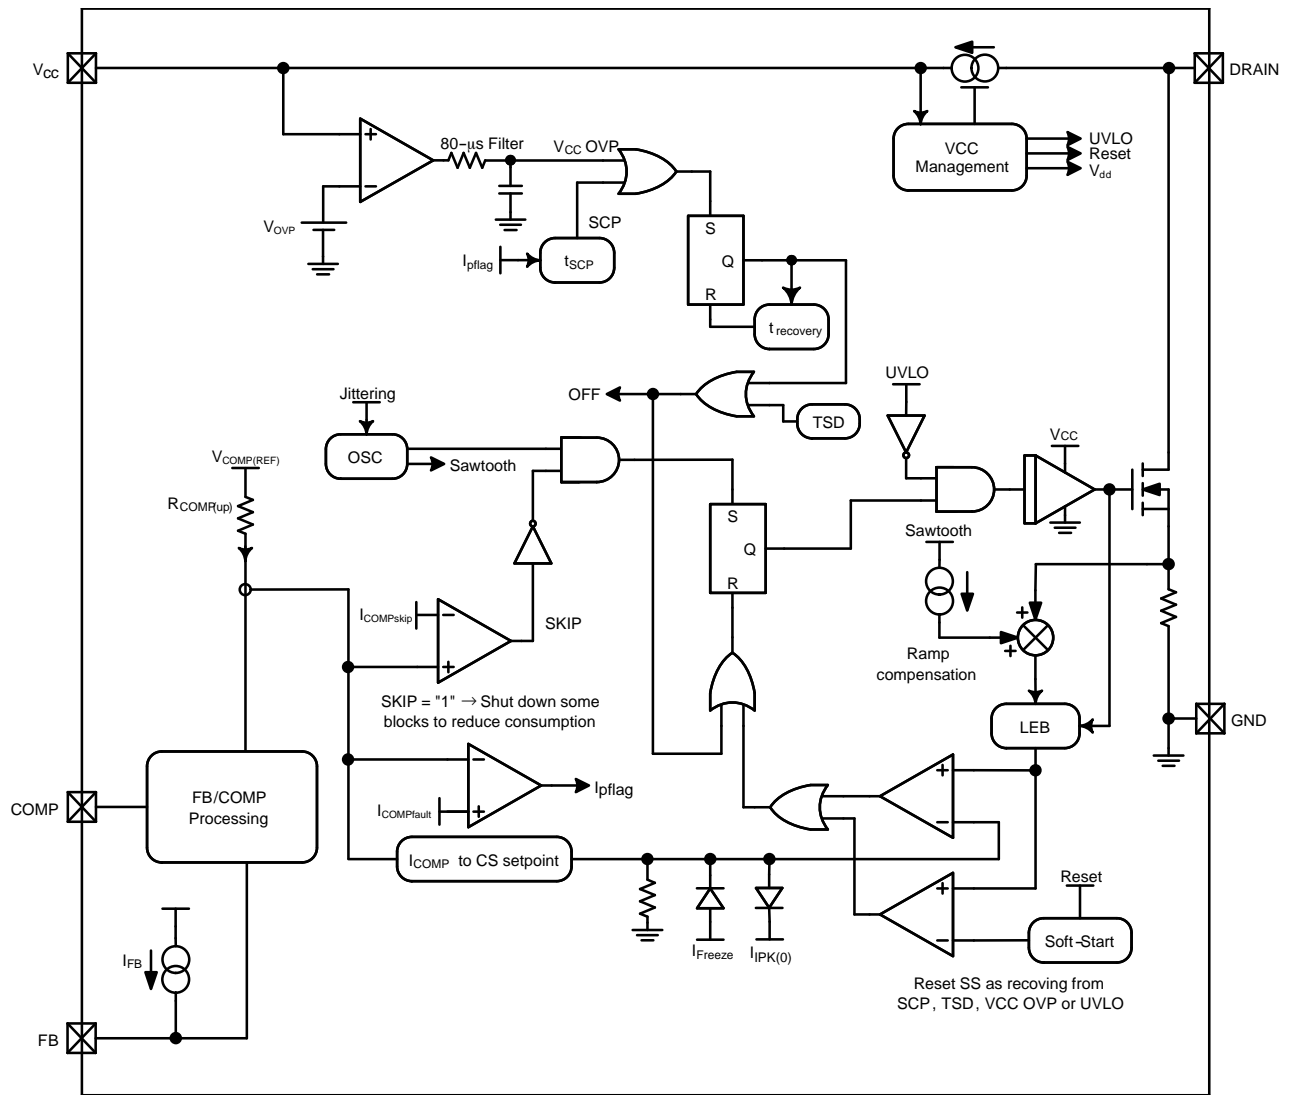 VCC
DRAIN
80-μs Filter
VCC OVP
VCC
Management
UVLO
Reset
Vdd
VOVP
SCP
Ipflag
tSCP
S
Q
R
trecovery
OFF
TSD
UVLO
Jittering
OSC
Sawtooth
VCOMP(REF)
RCOMP(up)
VCC
S
Q
R
Sawtooth
ICOMPskip
SKIP
Ramp
compensation
SKIP = "1" → Shut down some
blocks to reduce consumption
LEB
GND
COMP
FB/COMP
Processing
Ipflag
ICOMPfault
ICOMP to CS setpoint
IFreeze
IIPK(0)
Reset
Soft-Start
IFB
Reset SS as recoving from
SCP, TSD, VCC OVP or UVLO
FB